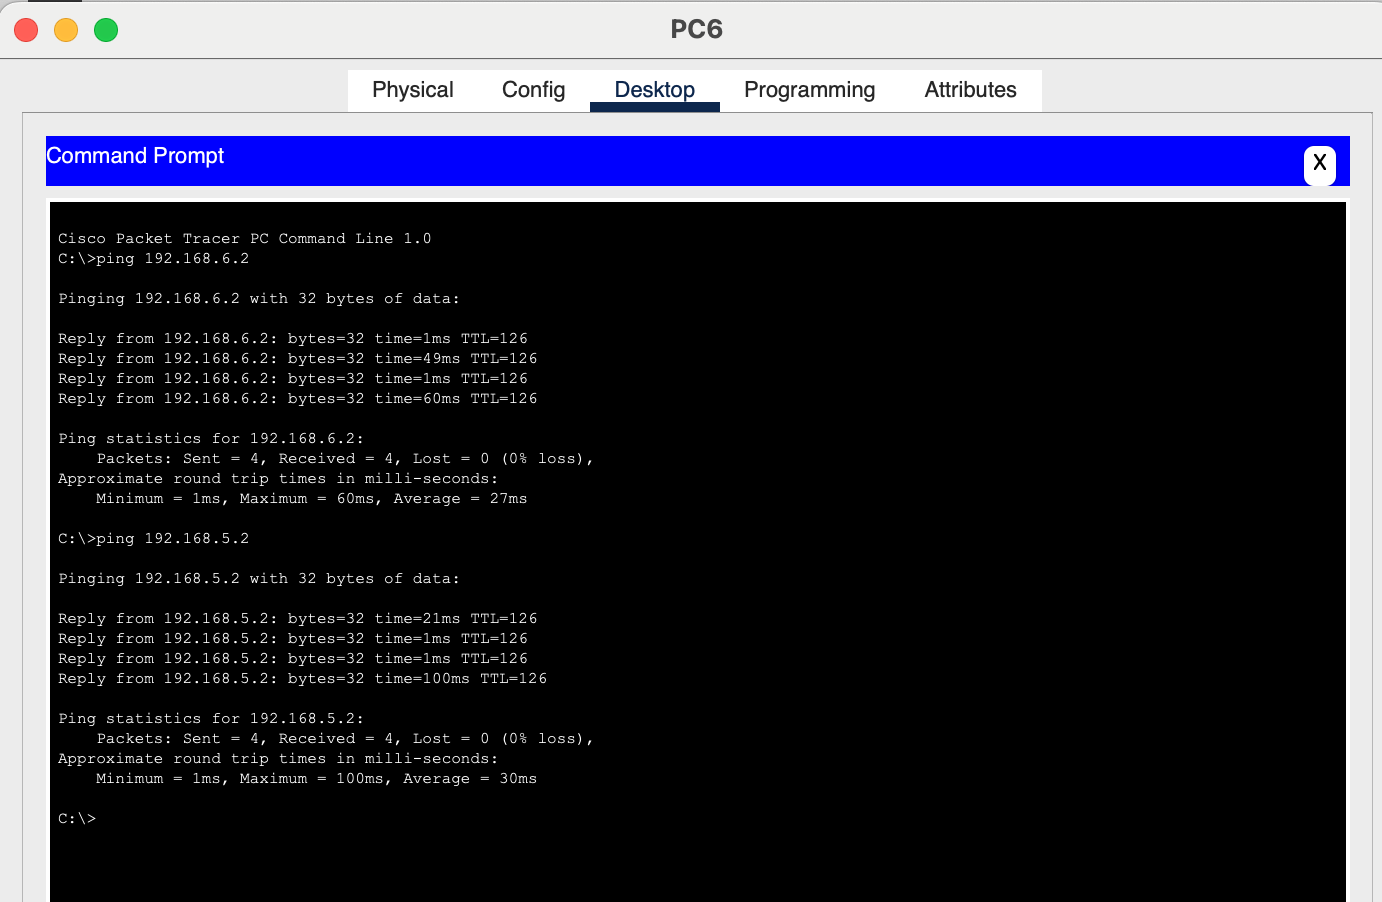 PC6
Physical Config Desktop Programming Attributes
Command Prompt
X
Cisco Packet Tracer PC Command Line 1.0
C:\>ping 192.168.6.2
Pinging 192.168.6.2 with 32 bytes of data:
Reply from 192.168.6.2: bytes=32 time=1ms TTL=126
Reply from 192.168.6.2: bytes=32 time=49ms TTL=126
Reply from 192.168.6.2: bytes=32 time=1ms TTL=126
Reply from 192.168.6.2: bytes=32 time=60ms TTL=126
Ping statistics for 192.168.6.2:
    Packets: Sent = 4, Received = 4, Lost = 0 (0% loss),
Approximate round trip times in milli-seconds:
    Minimum = 1ms, Maximum = 60ms, Average = 27ms
C:\>ping 192.168.5.2
Pinging 192.168.5.2 with 32 bytes of data:
Reply from 192.168.5.2: bytes=32 time=21ms TTL=126
Reply from 192.168.5.2: bytes=32 time=1ms TTL=126
Reply from 192.168.5.2: bytes=32 time=1ms TTL=126
Reply from 192.168.5.2: bytes=32 time=100ms TTL=126
Ping statistics for 192.168.5.2:
    Packets: Sent = 4, Received = 4, Lost = 0 (0% loss),
Approximate round trip times in milli-seconds:
    Minimum = 1ms, Maximum = 100ms, Average = 30ms
C:\>